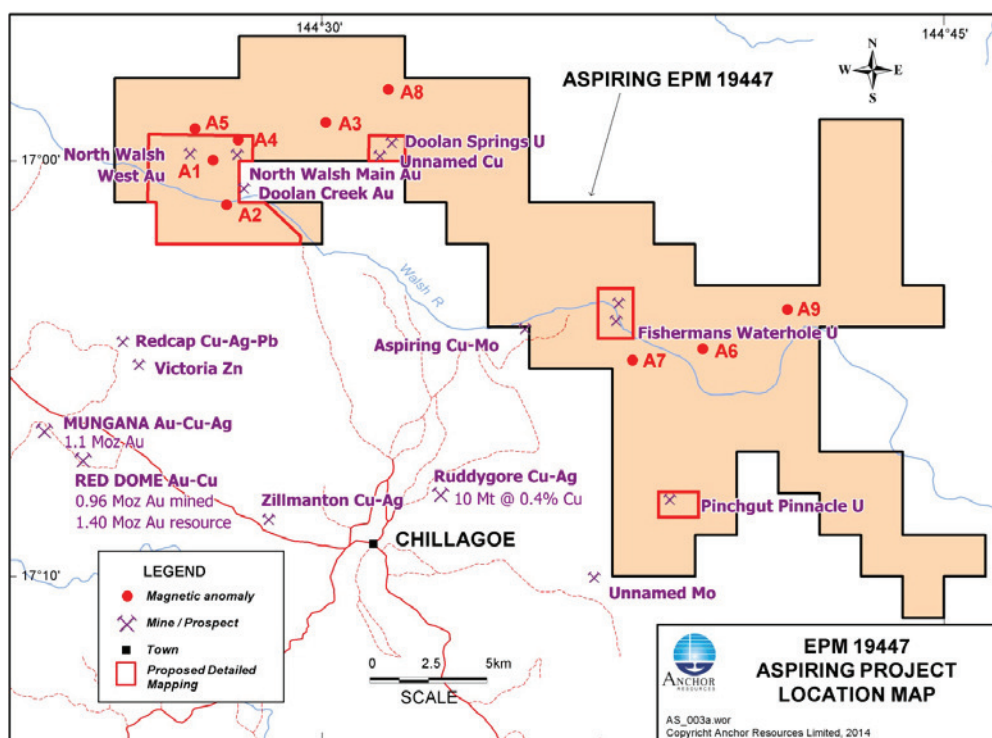 144°30'
144°45'
N
W
E
S
ASPIRING EPM 19447
A8
A5
A3
A4
Doolan Springs U
17°00'
North Walsh
West Au
A1
Unnamed Cu
North Walsh Main Au
Doolan Creek Au
A2
Walsh R
A9
Fishermans Waterhole U
Aspiring Cu-Mo
A7
A6
Redcap Cu-Ag-Pb
Victoria Zn
MUNGANA Au-Cu-Ag
1.1 Moz Au
RED DOME Au-Cu
0.96 Moz Au mined
1.40 Moz Au resource
Zillmanton Cu-Ag
Ruddygore Cu-Ag
10 Mt @ 0.4% Cu
Pinchgut Pinnacle U
CHILLAGOE
17°10'
Unnamed Mo
LEGEND
Magnetic anomaly
Mine / Prospect
Town
Proposed Detailed
Mapping
0 2.5 5km
SCALE
ANCHOR
RESOURCES
EPM 19447
ASPIRING PROJECT
LOCATION MAP
AS_003a.wor
Copyright Anchor Resources Limited, 2014